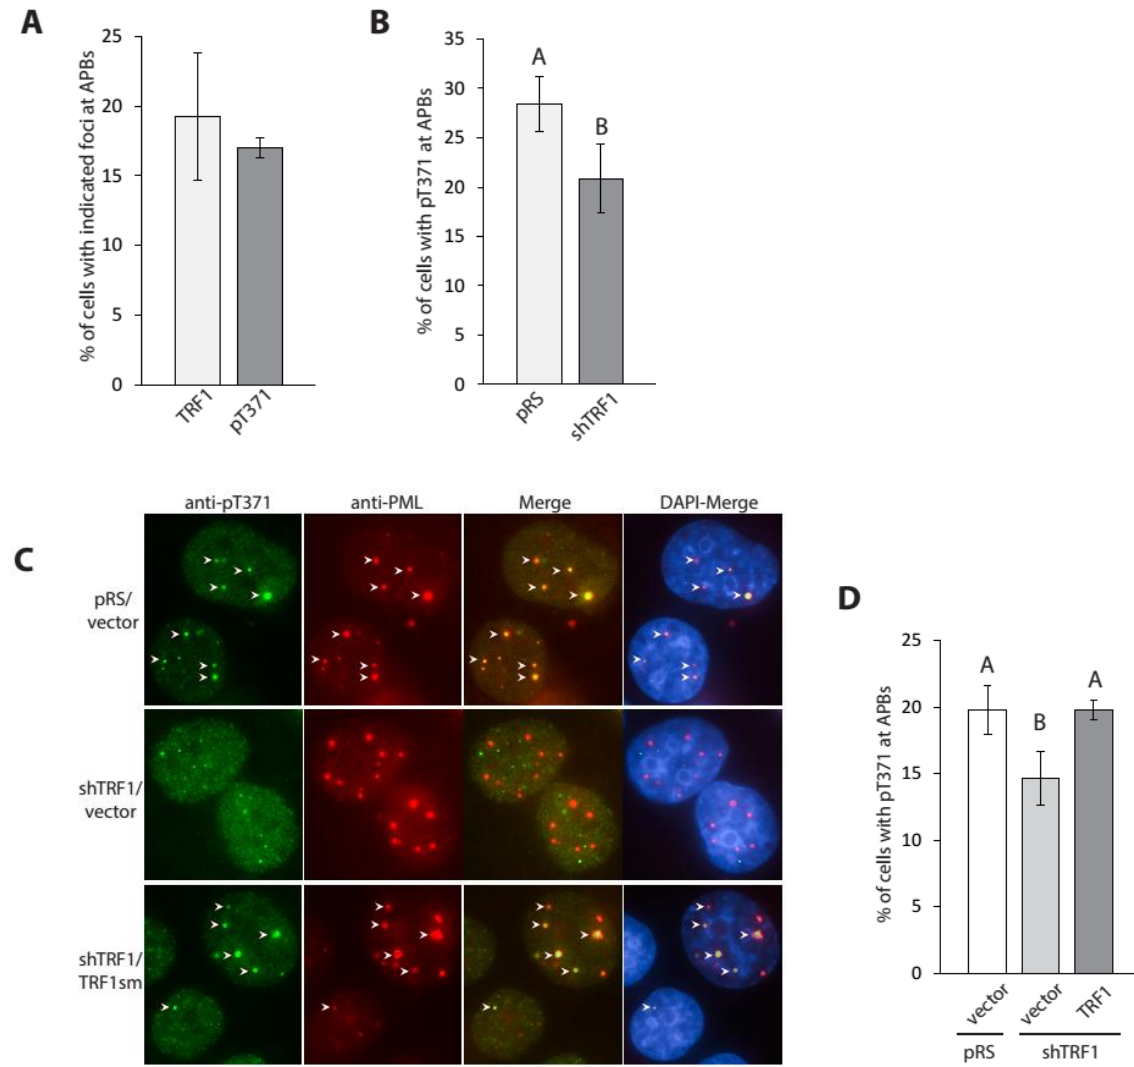 A
% of cells with indicated foci at APBs
25
20
15
10
5
0
TRF1
pT371
B
% of cells with pT371 at APBs
35
30
25
20
15
10
5
0
A
B
pRS
shTRF1
C
anti-pT371
anti-PML
Merge
DAPI-Merge
pRS/
vector
shTRF1/
vector
shTRF1/
TRF1sm
D
% of cells with pT371 at APBs
25
20
15
10
5
0
A
B
A
vector
vector
TRF1
pRS
shTRF1